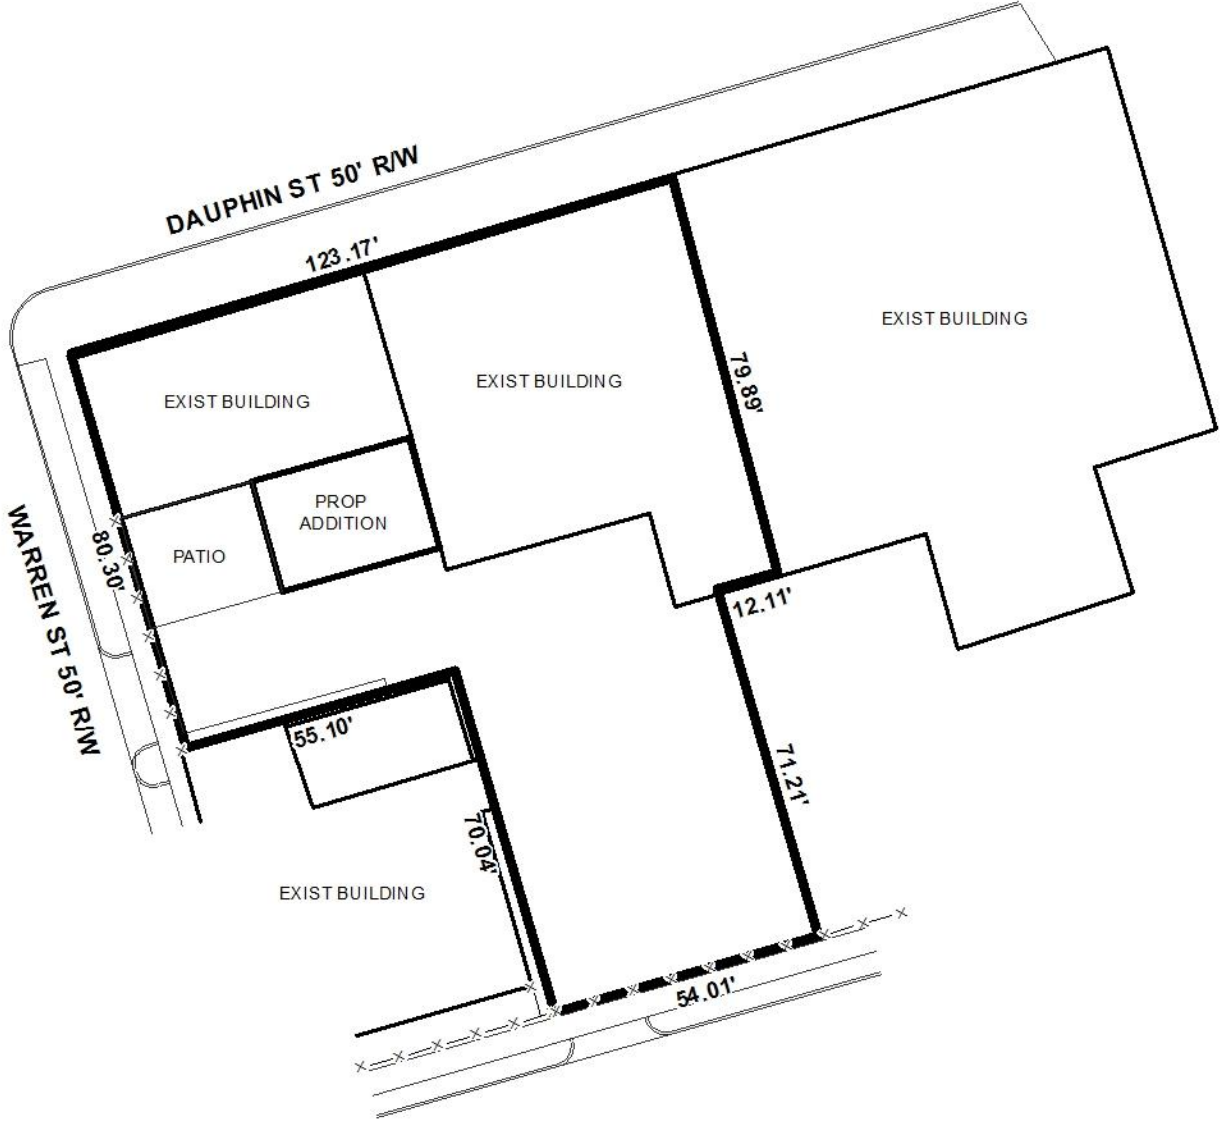 DAUPHIN ST 50' R/W
123.17'
EXIST BUILDING
EXIST BUILDING
EXIST BUILDING
79.89'
PROP
ADDITION
PATIO
80.30'
WARREN ST 50' R/W
12.11'
55.10'
71.21'
70.04'
EXIST BUILDING
54.01'